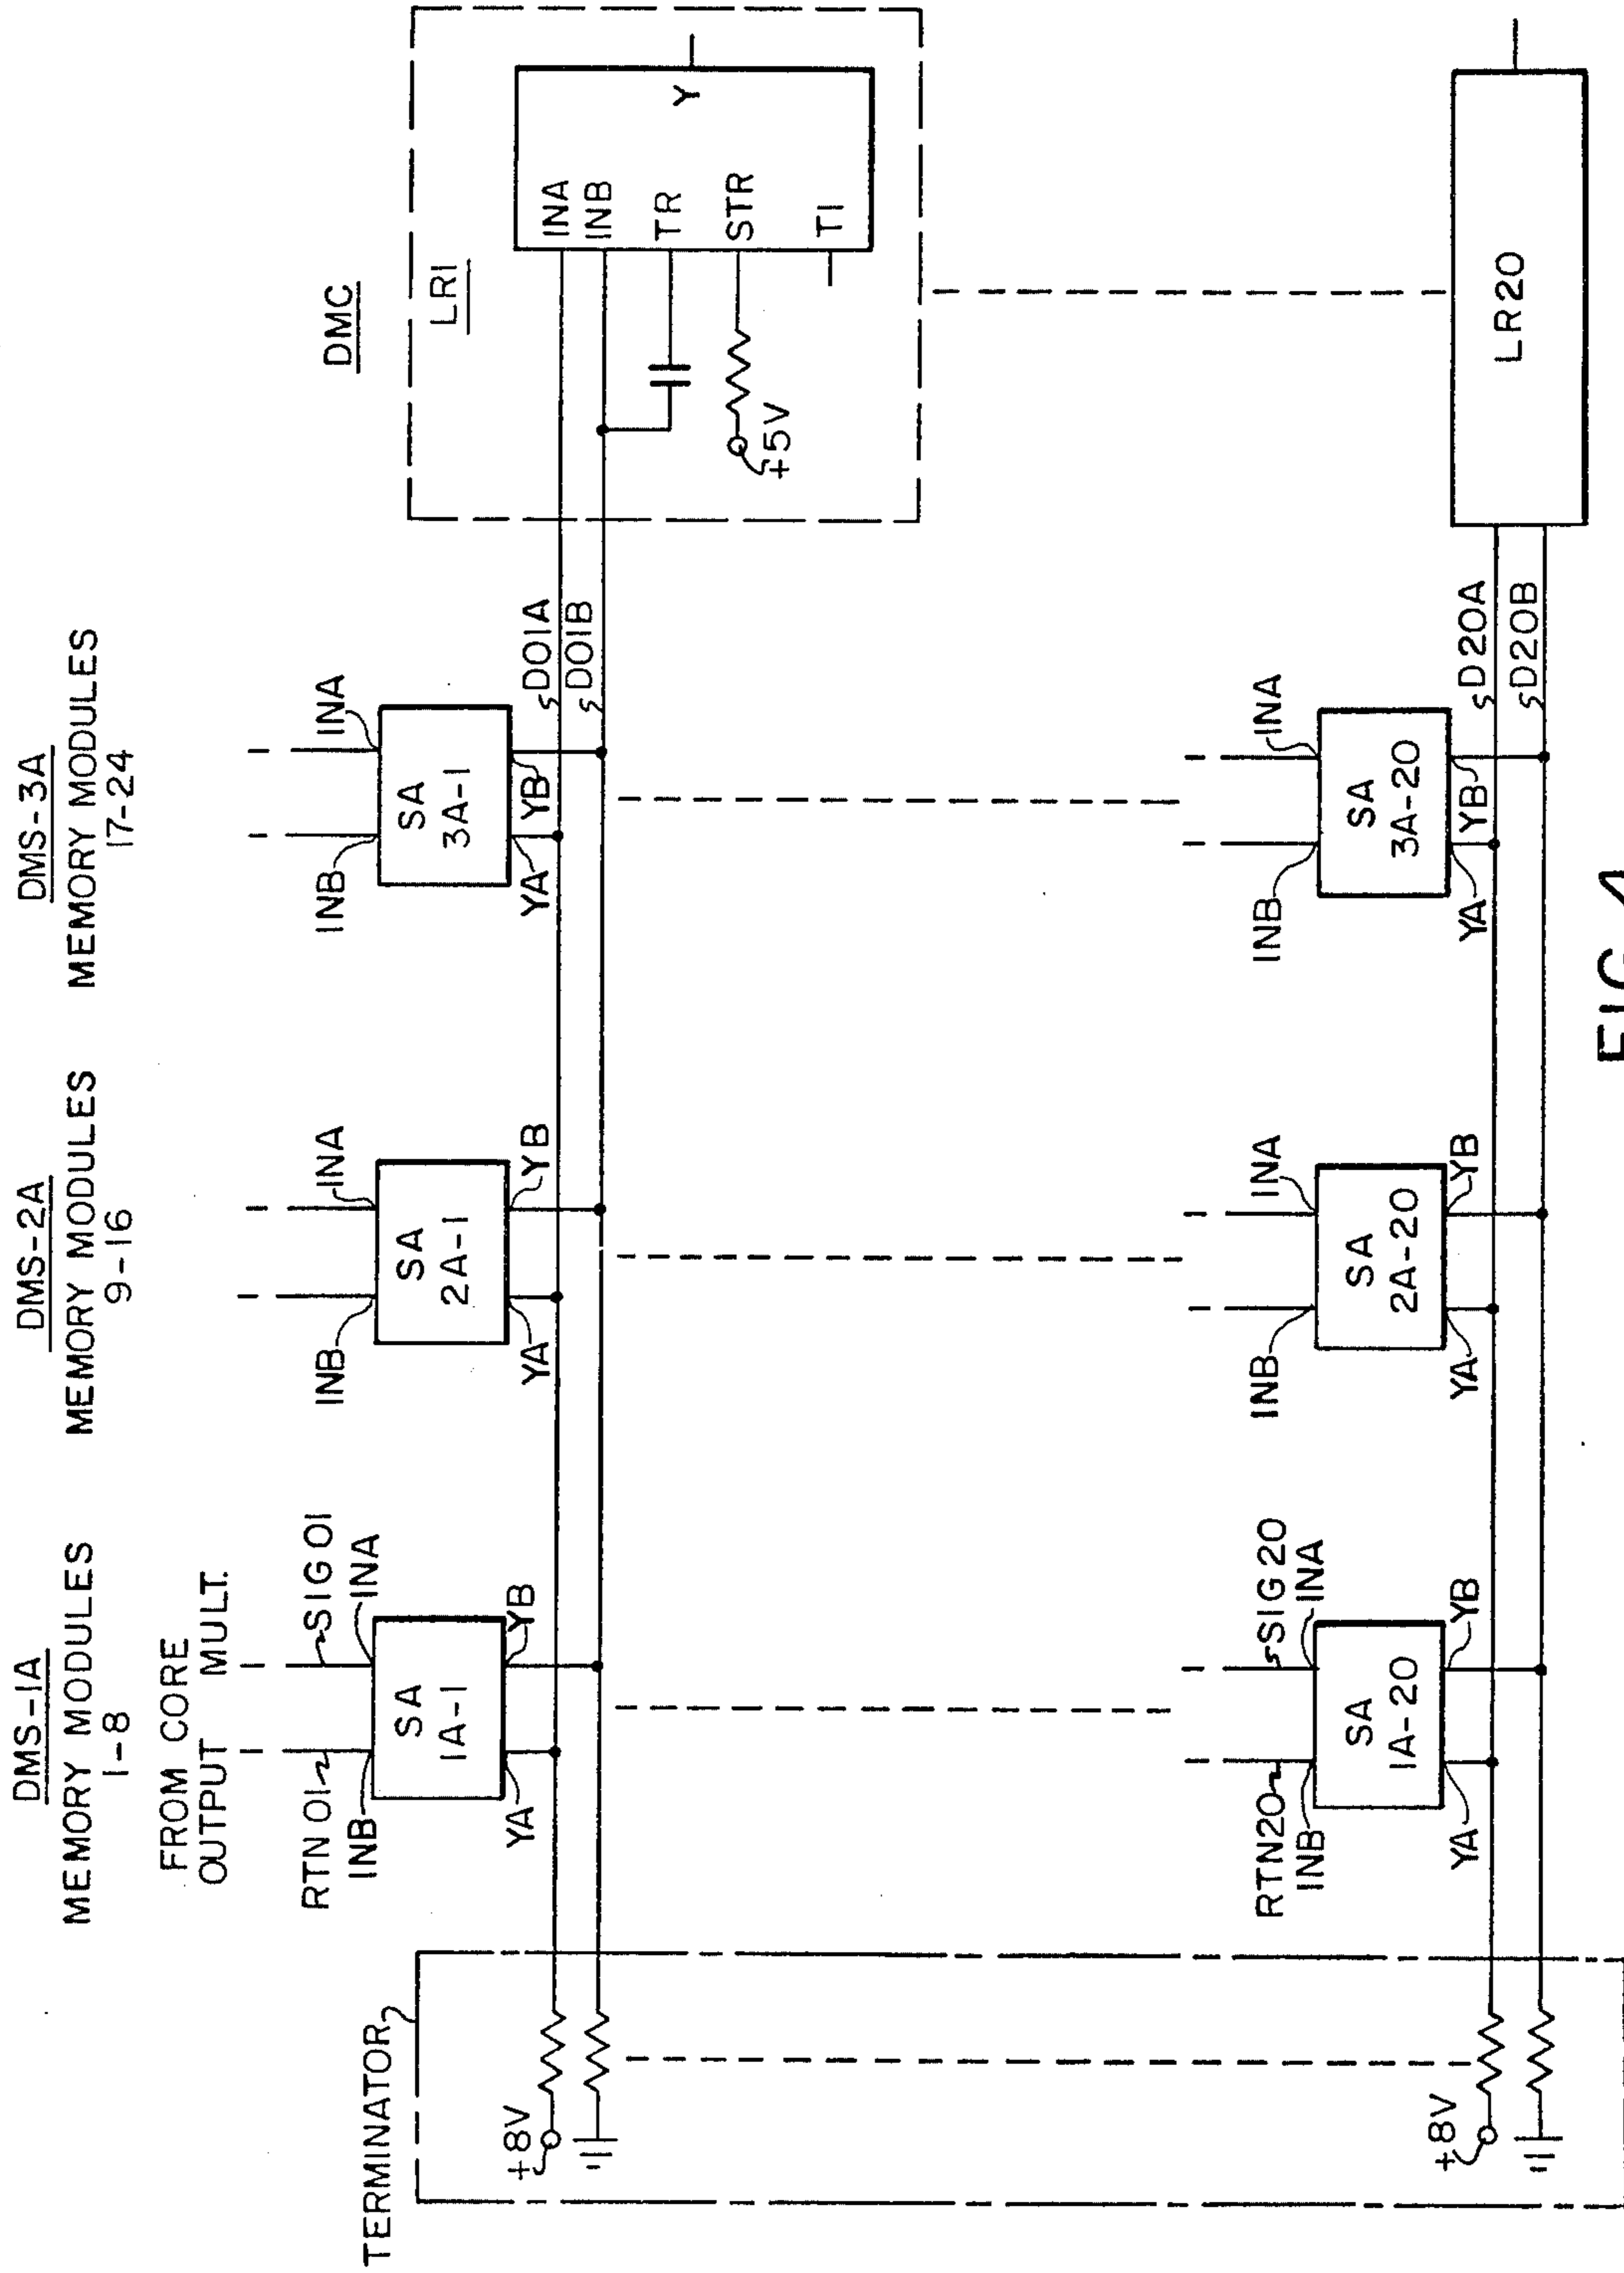 DMS-1A
MEMORY MODULES
1-8
DMS-2A
MEMORY MODULES
9-16
DMS-3A
MEMORY MODULES
17-24
FROM CORE
OUTPUT MULT.
TERMINATOR
RTN 01
SIG 01
INB
INA
SA
1A-1
YA
YB
INB
INA
SA
2A-1
YA
YB
INB
INA
SA
3A-1
YA
YB
+8V
D01A
D01B
DMC
LR1
INA
INB
TR
STR
T1
Y
+5V
RTN20
SIG 20
INB
INA
SA
1A-20
YA
YB
INB
INA
SA
2A-20
YA
YB
INB
INA
SA
3A-20
YA
YB
+8V
D20A
D20B
LR20